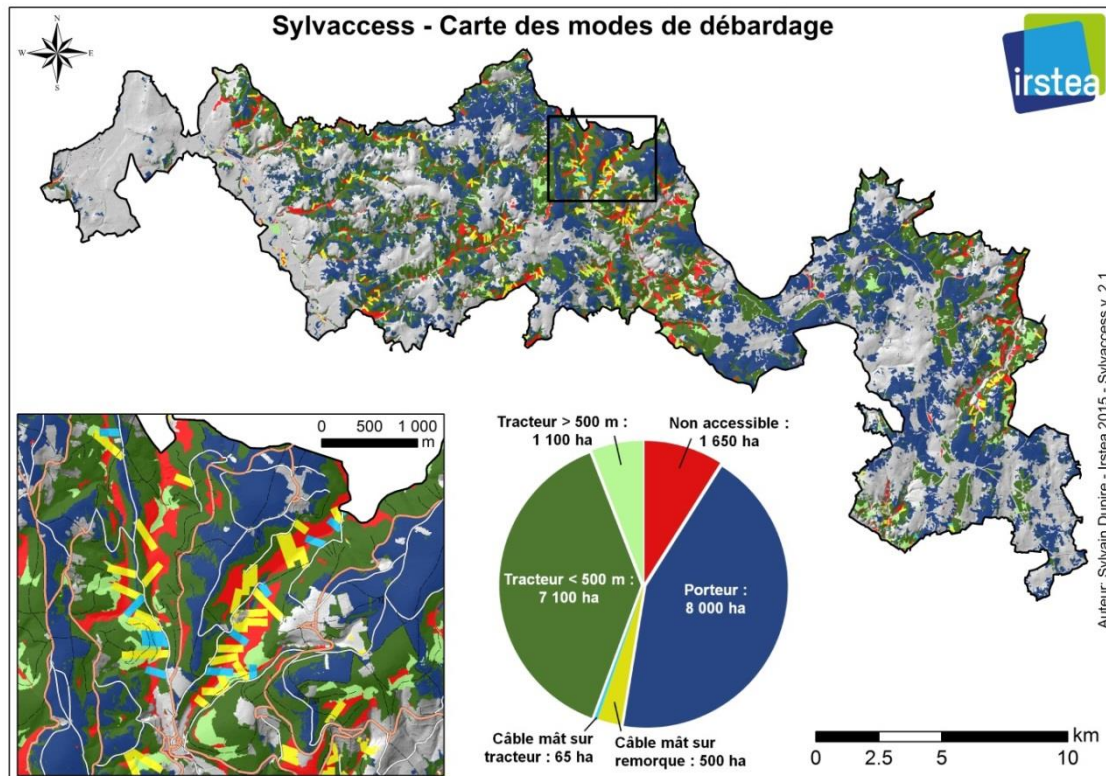 Sylvaccess - Carte des modes de débardage
N
W
E
S
irstea
Auteur: Sylvain Dupire - Irstea 2015 - Sylvaccess v. 2.1
0 500 1 000
m
Tracteur > 500 m :
1 100 ha
Non accessible :
1 650 ha
Tracteur < 500 m :
7 100 ha
Porteur :
8 000 ha
Câble mât sur
tracteur : 65 ha
Câble mât sur
remorque : 500 ha
km
0 2.5 5 10